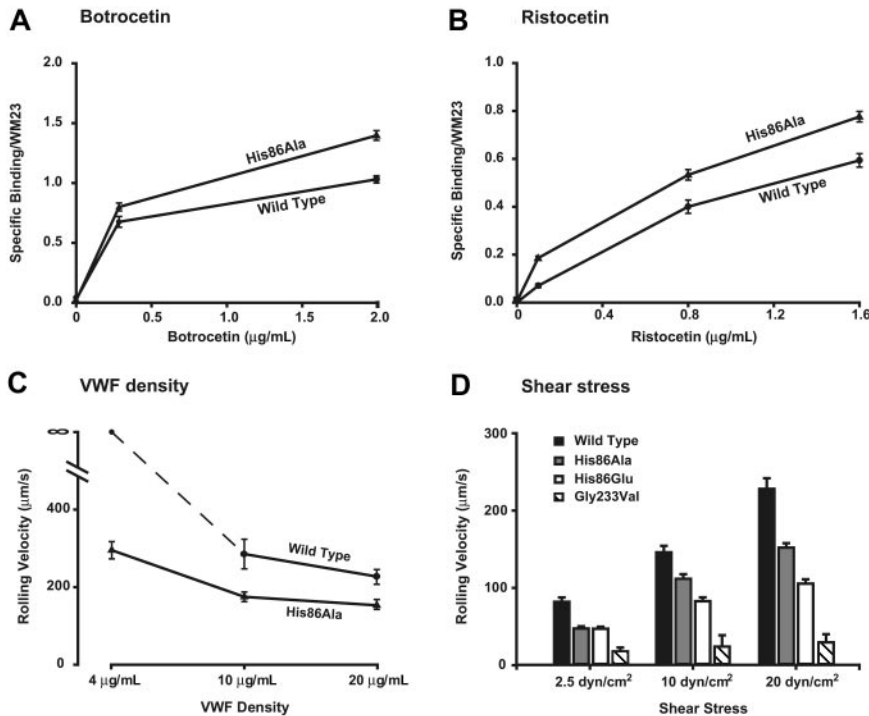 A Botrocetin
2.0
1.5
1.0
0.5
0.0
Specific Binding/WM23
His86Ala
Wild Type
0 0.5 1.0 1.5 2.0
Botrocetin (μg/mL)
B Ristocetin
1.0
0.8
0.6
0.4
0.2
0.0
Specific Binding/WM23
His86Ala
Wild Type
0 0.4 0.8 1.2 1.6
Ristocetin (μg/mL)
C VWF density
∞
400
200
0
Rolling Velocity (μm/s)
Wild Type
His86Ala
4 μg/mL 10 μg/mL 20 μg/mL
VWF Density
D Shear stress
300
200
100
0
Rolling Velocity (μm/s)
Wild Type
His86Ala
His86Glu
Gly233Val
2.5 dyn/cm² 10 dyn/cm² 20 dyn/cm²
Shear Stress